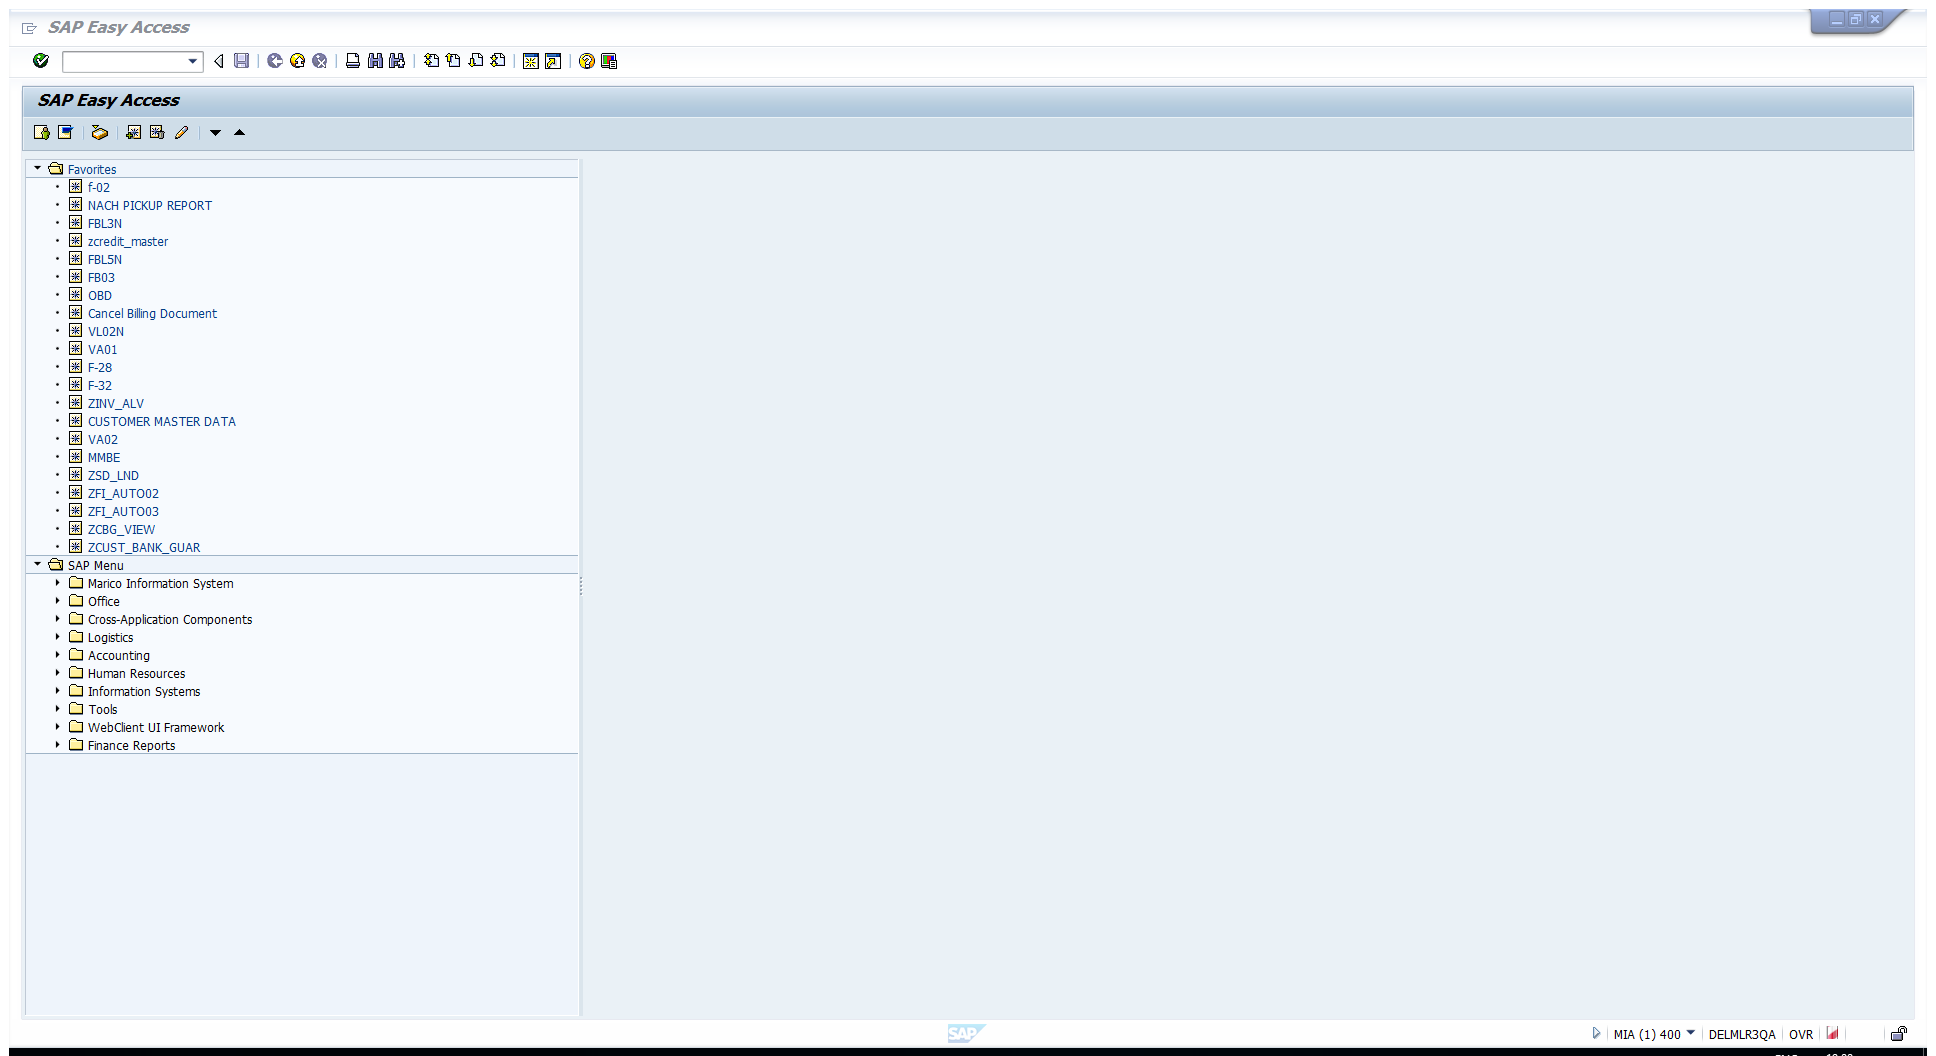 SAP Easy Access
SAP Easy Access
Favorites
f-02
NACH PICKUP REPORT
FBL3N
zcredit_master
FBL5N
FB03
OBD
Cancel Billing Document
VL02N
VA01
F-28
F-32
ZINV_ALV
CUSTOMER MASTER DATA
VA02
MMBE
ZSD_LND
ZFI_AUTO02
ZFI_AUTO03
ZCBG_VIEW
ZCUST_BANK_GUAR
SAP Menu
Marico Information System
Office
Cross-Application Components
Logistics
Accounting
Human Resources
Information Systems
Tools
WebClient UI Framework
Finance Reports
SAP
MIA (1) 400 DELMLR3QA OVR